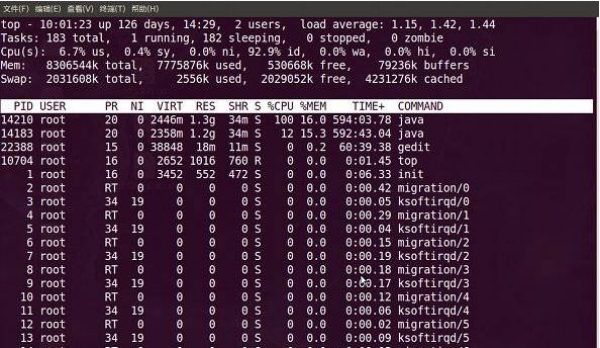 文件(F) 编辑(E) 查看(V) 终端(T) 帮助(H)
top - 10:01:23 up 126 days, 14:29, 2 users, load average: 1.15, 1.42, 1.44
Tasks: 183 total, 1 running, 182 sleeping, 0 stopped, 0 zombie
Cpu(s): 6.7% us, 0.4% sy, 0.0% ni, 92.9% id, 0.0% wa, 0.0% hi, 0.0% si
Mem: 8306544k total, 7775876k used, 530668k free, 79236k buffers
Swap: 2031608k total, 2556k used, 2029052k free, 4231276k cached
PID USER PR NI VIRT RES SHR S %CPU %MEM TIME+ COMMAND
14210 root 20 0 2446m 1.3g 34m S 100 16.0 594:03.78 java
14183 root 20 0 2358m 1.2g 34m S 12 15.3 592:43.04 java
22388 root 15 0 38848 18m 11m S 0 0.2 60:39.38 gedit
10704 root 16 0 2652 1016 760 R 0 0.0 0:01.45 top
1 root 16 0 3452 552 472 S 0 0.0 0:06.33 init
2 root RT 0 0 0 0 S 0 0.0 0:00.42 migration/0
3 root 34 19 0 0 0 S 0 0.0 0:00.05 ksoftirqd/0
4 root RT 0 0 0 0 S 0 0.0 0:00.29 migration/1
5 root 34 19 0 0 0 S 0 0.0 0:00.04 ksoftirqd/1
6 root RT 0 0 0 0 S 0 0.0 0:00.15 migration/2
7 root 34 19 0 0 0 S 0 0.0 0:00.19 ksoftirqd/2
8 root RT 0 0 0 0 S 0 0.0 0:00.18 migration/3
9 root 34 19 0 0 0 S 0 0.0 0:00.17 ksoftirqd/3
10 root RT 0 0 0 0 S 0 0.0 0:00.12 migration/4
11 root 34 19 0 0 0 S 0 0.0 0:00.06 ksoftirqd/4
12 root RT 0 0 0 0 S 0 0.0 0:00.02 migration/5
13 root 34 19 0 0 0 S 0 0.0 0:00.09 ksoftirqd/5